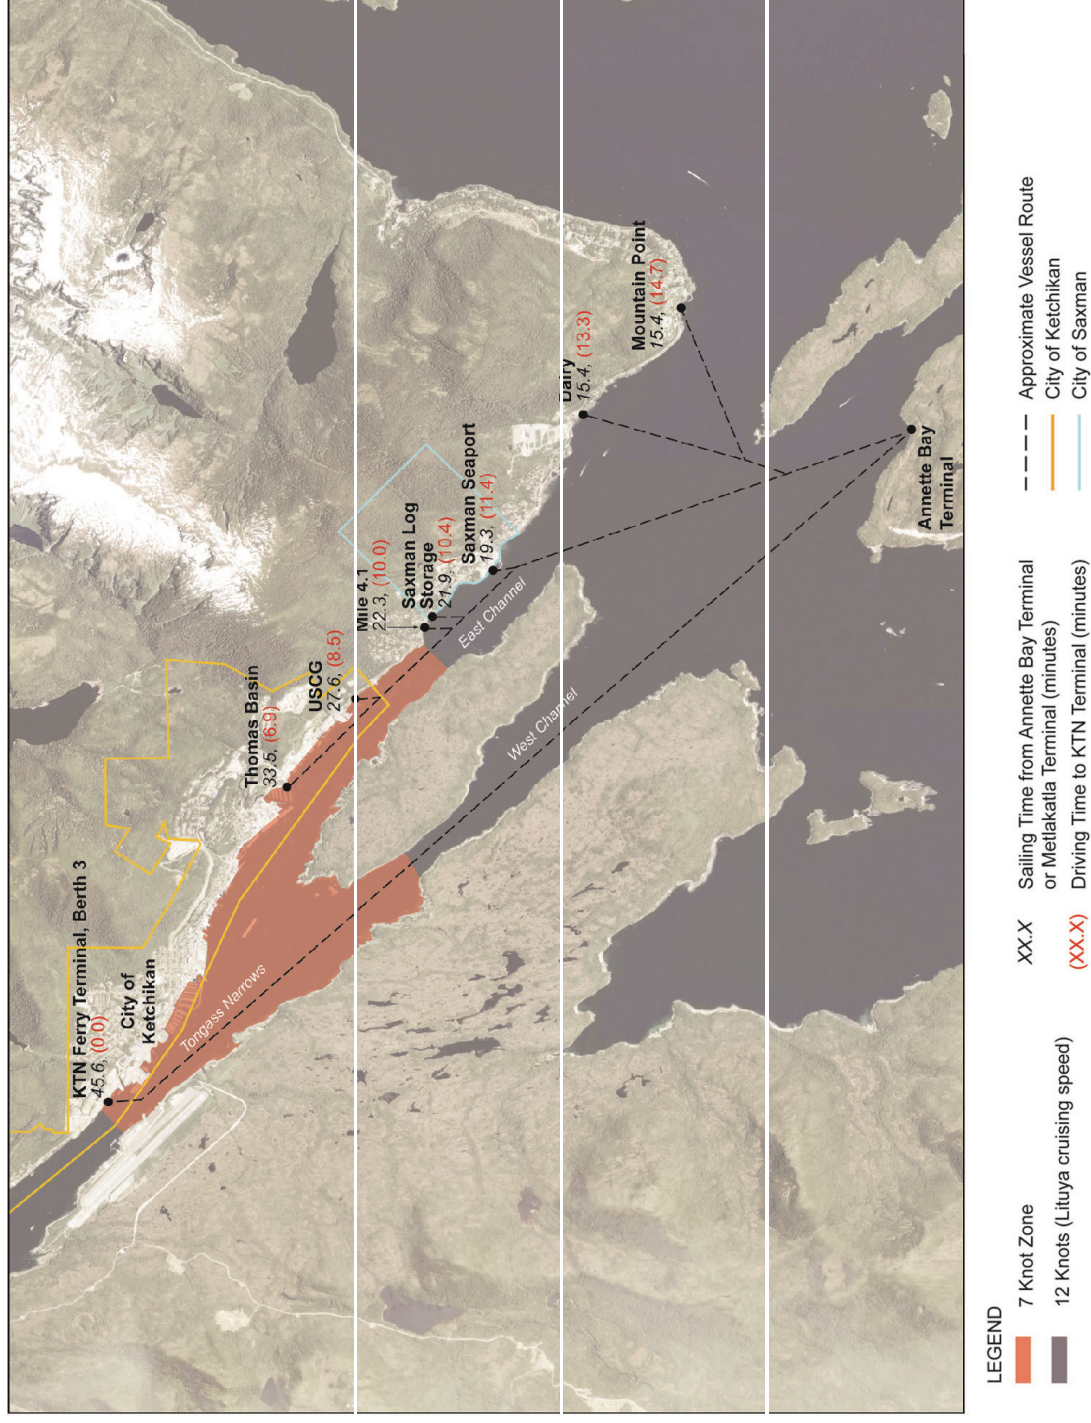 KTN Ferry Terminal, Berth 3
45.6, (0.0)
City of
Ketchikan
Tongass Narrows
Thomas Basin
33.5, (6.9)
USCG
27.6, (8.5)
Mile 4.1
22.3, (10.0)
Saxman Log
Storage
21.9, (10.4)
Saxman Seaport
19.3, (11.4)
East Channel
West Channel
Dairy
15.4, (13.3)
Mountain Point
15.4, (14.7)
Annette Bay
Terminal
LEGEND
7 Knot Zone
12 Knots (Lituya cruising speed)
XX.X Sailing Time from Annette Bay Terminal
or Metlakatla Terminal (minutes)
(XX.X) Driving Time to KTN Terminal (minutes)
Approximate Vessel Route
City of Ketchikan
City of Saxman